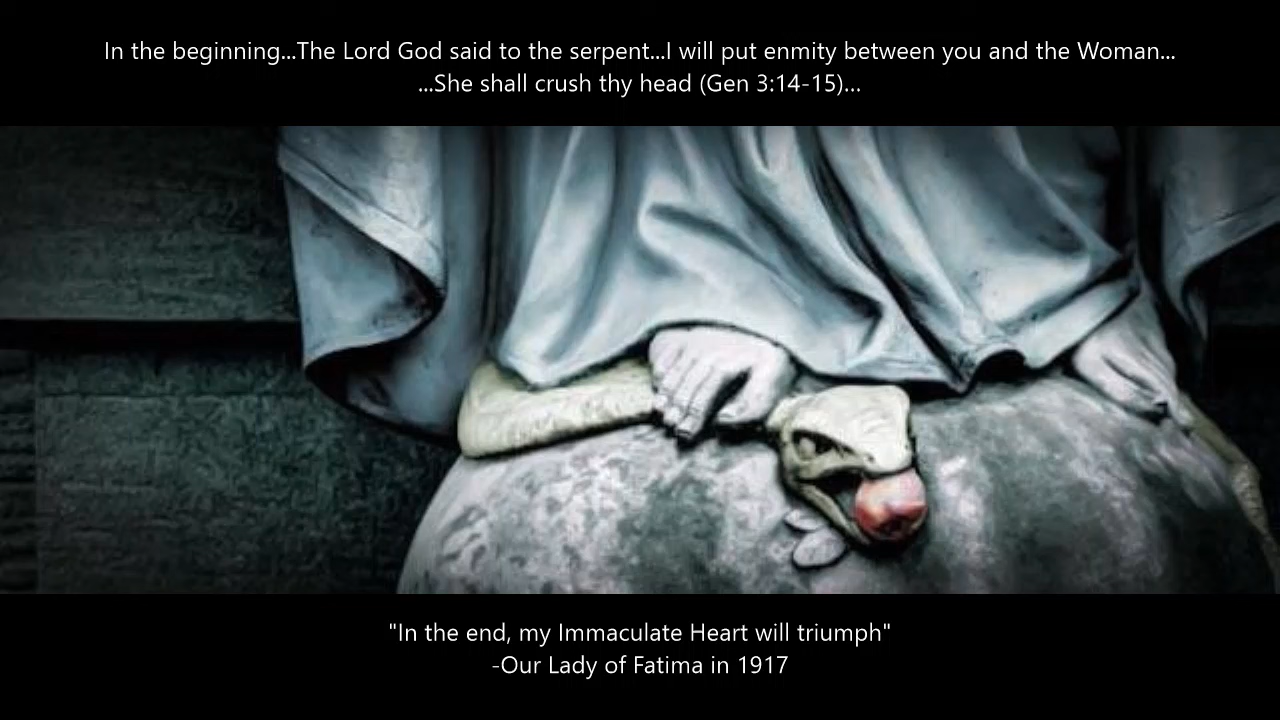 In the beginning...The Lord God said to the serpent...I will put enmity between you and the Woman...
...She shall crush thy head (Gen 3:14-15)...
"In the end, my Immaculate Heart will triumph"
-Our Lady of Fatima in 1917